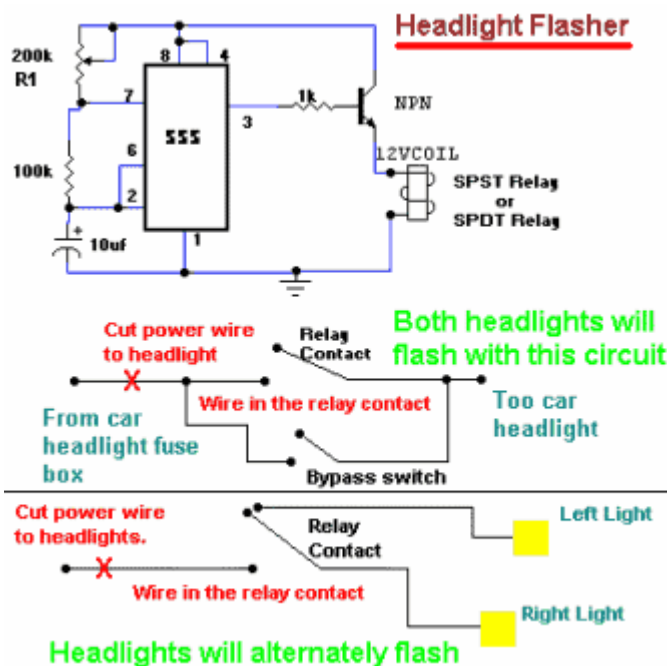 Headlight Flasher
200k
R1
8
4
7
1k
NPN
3
555
12VCOIL
6
100k
SPST Relay
or
SPDT Relay
2
+
10uf
1
Cut power wire
to headlight
Relay
Contact
Both headlights will
flash with this circuit
X
Wire in the relay contact
From car
headlight fuse
box
Too car
headlight
Bypass switch
Cut power wire
to headlights.
Relay
Contact
Left Light
X
Wire in the relay contact
Right Light
Headlights will alternately flash